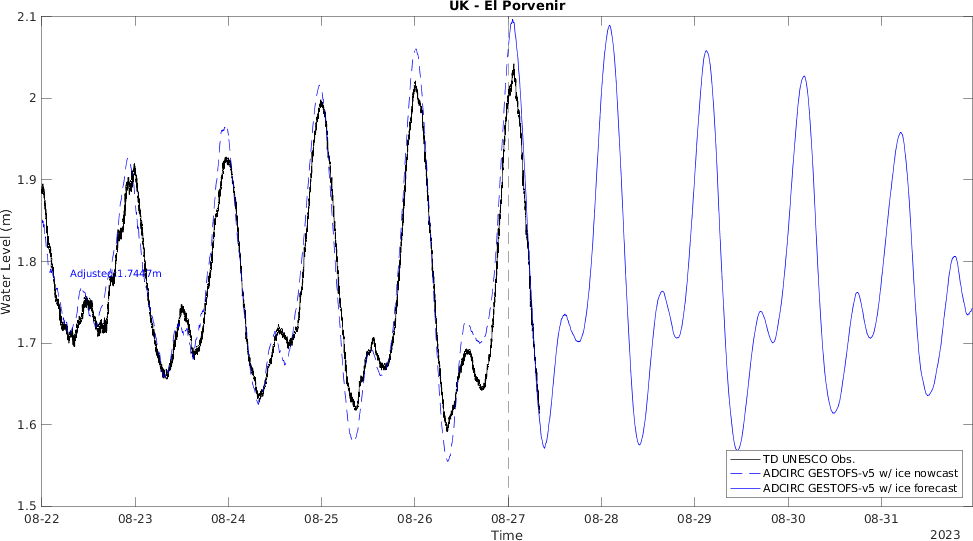 UK - El Porvenir
2.1
2
1.9
1.8
1.7
1.6
1.5
Water Level (m)
Adjusted 1.7447m
TD UNESCO Obs.
ADCIRC GESTOFS-v5 w/ ice nowcast
ADCIRC GESTOFS-v5 w/ ice forecast
08-22 08-23 08-24 08-25 08-26 08-27 08-28 08-29 08-30 08-31
Time
2023